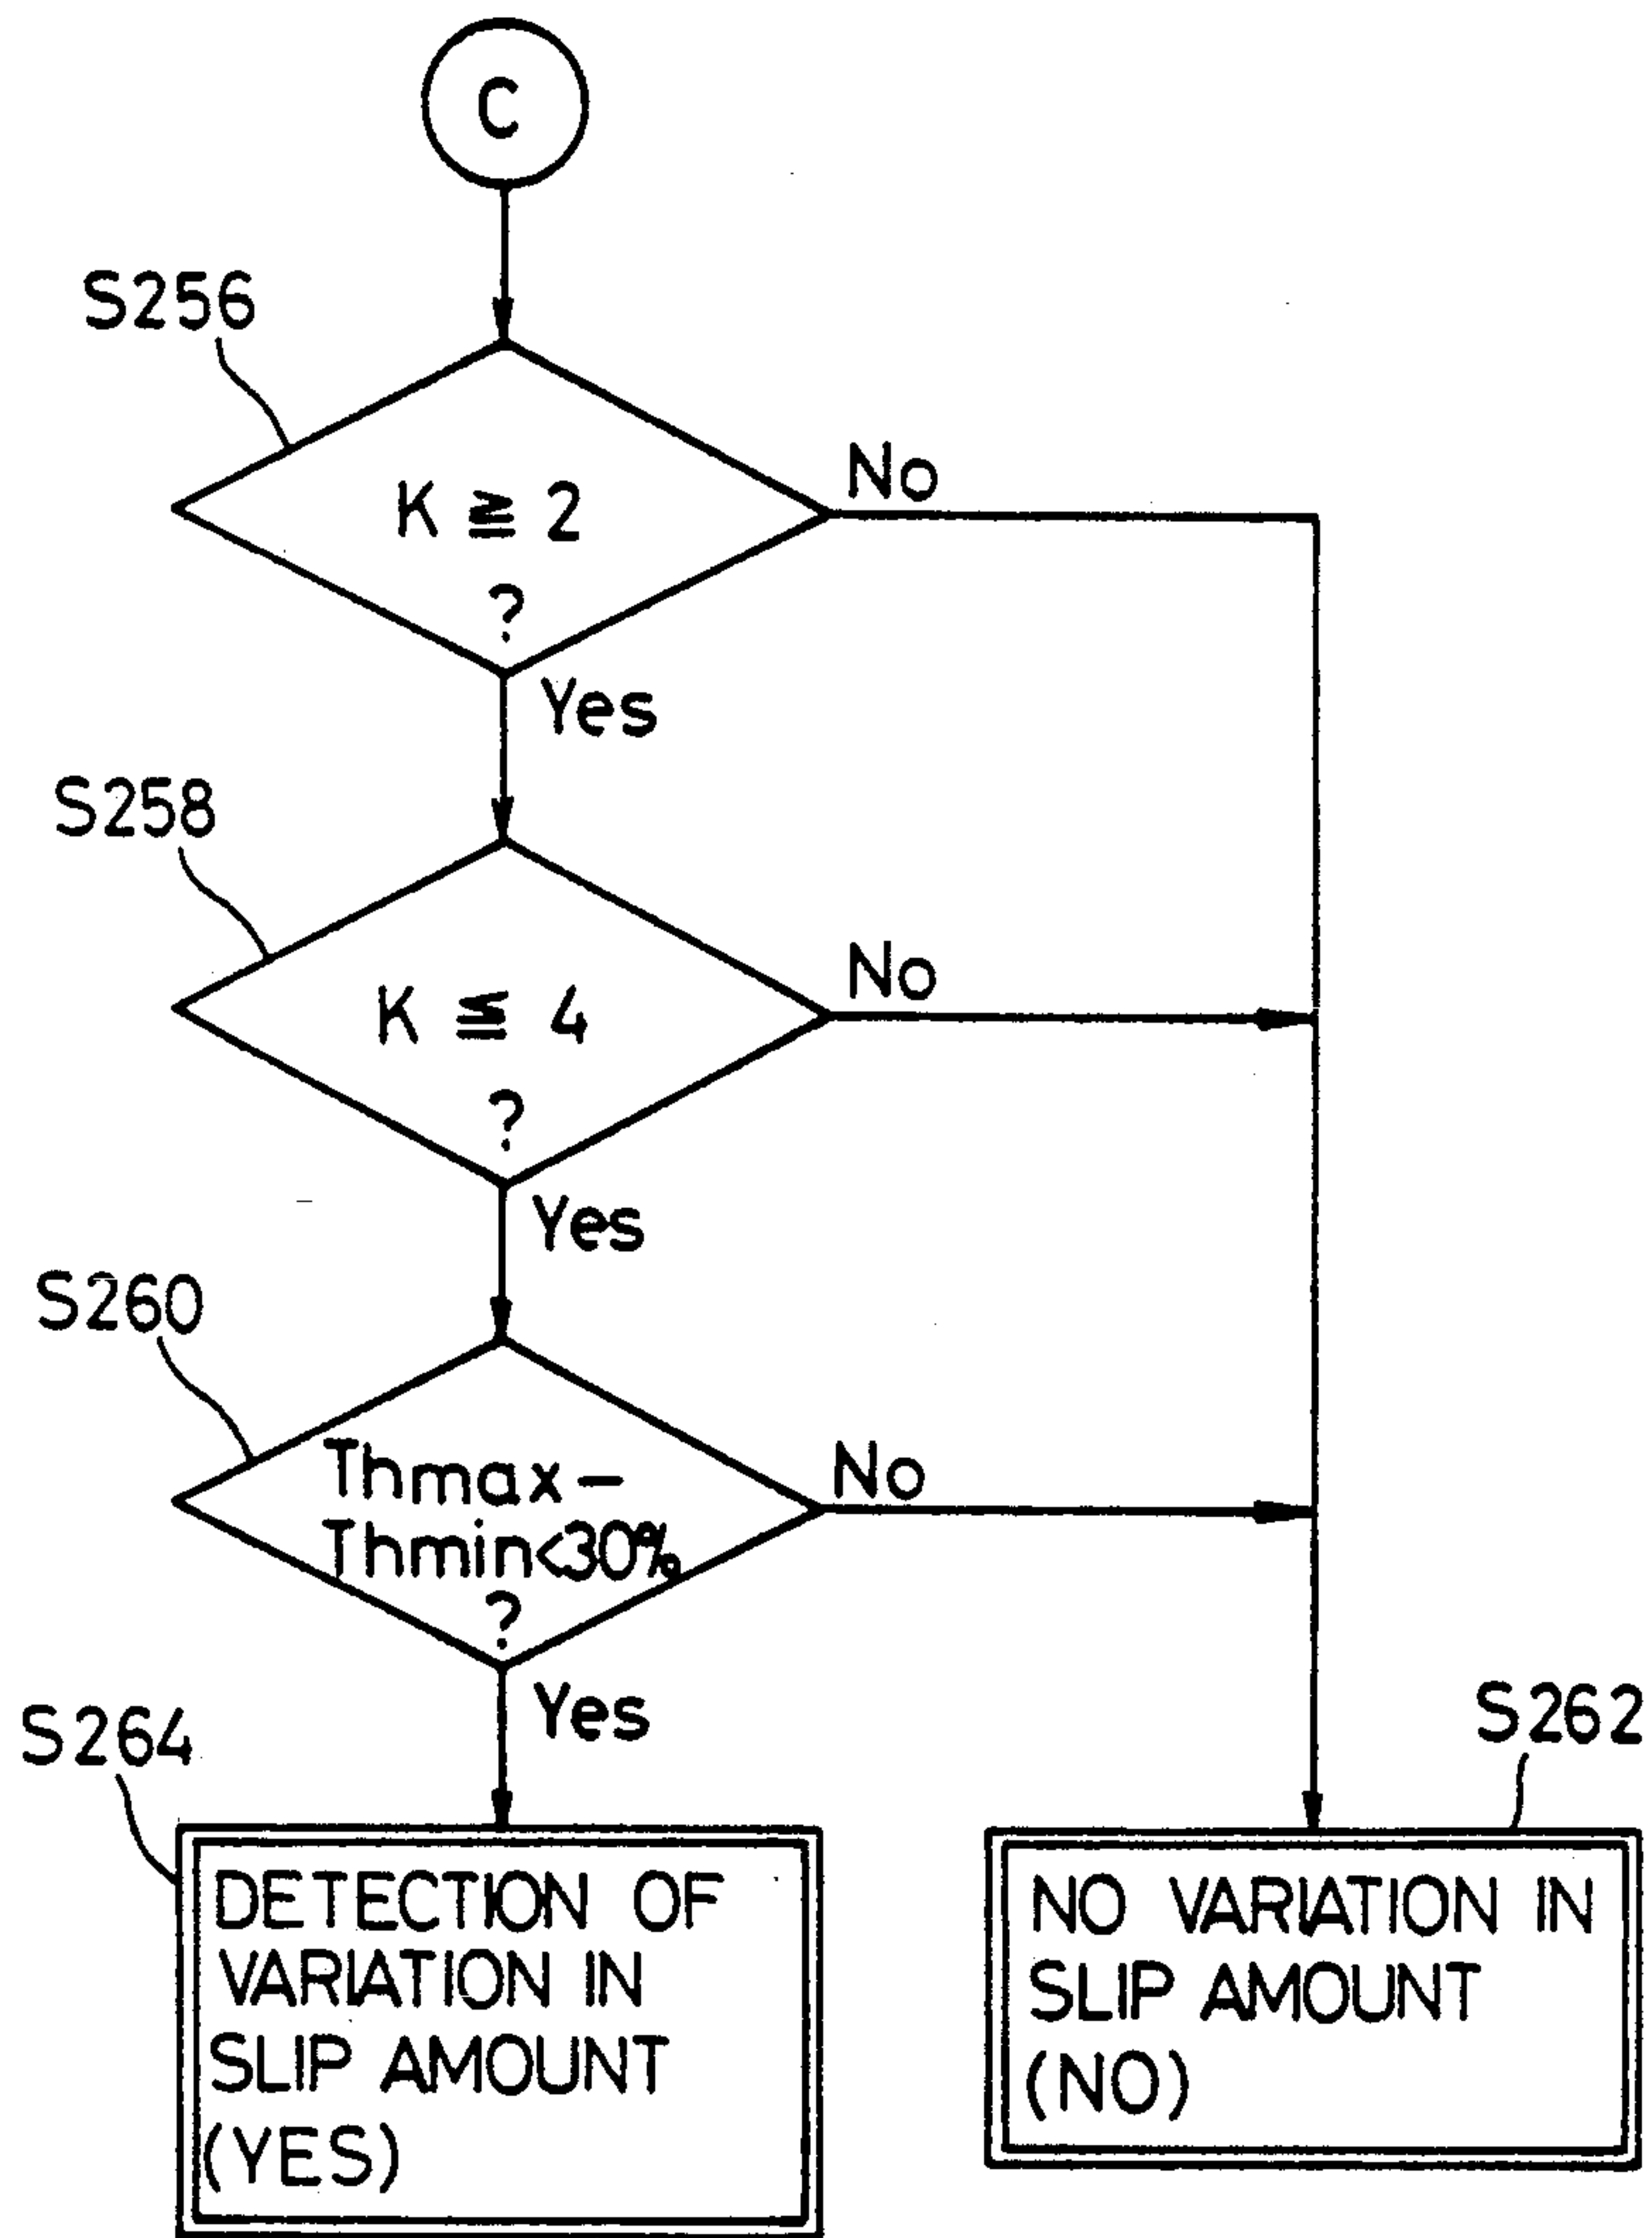 C
S256
K ≧ 2
?
No
Yes
S258
K ≦ 4
?
No
Yes
S260
Thmax-
Thmin<30%
?
No
Yes
S264
S262
DETECTION OF
VARIATION IN
SLIP AMOUNT
(YES)
NO VARIATION IN
SLIP AMOUNT
(NO)